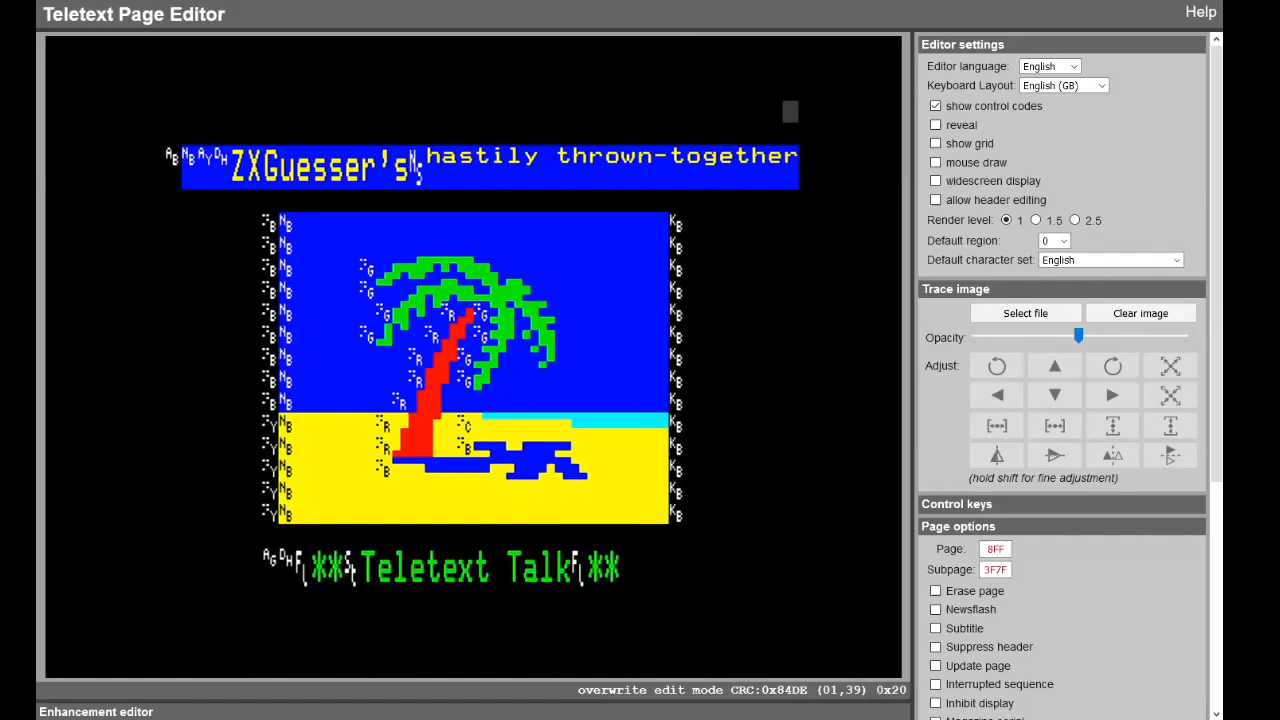 Teletext Page Editor
Help
ZXGuesser's hastily thrown-together
**Teletext Talk**
overwrite edit mode CRC:0x84DE (01,39) 0x20
Enhancement editor
Editor settings
Editor language: English
Keyboard Layout: English (GB)
show control codes
reveal
show grid
mouse draw
widescreen display
allow header editing
Render level: 1 1.5 2.5
Default region: 0
Default character set: English
Trace image
Select file Clear image
Opacity:
Adjust:
(hold shift for fine adjustment)
Control keys
Page options
Page: 8FF
Subpage: 3F7F
Erase page
Newsflash
Subtitle
Suppress header
Update page
Interrupted sequence
Inhibit display